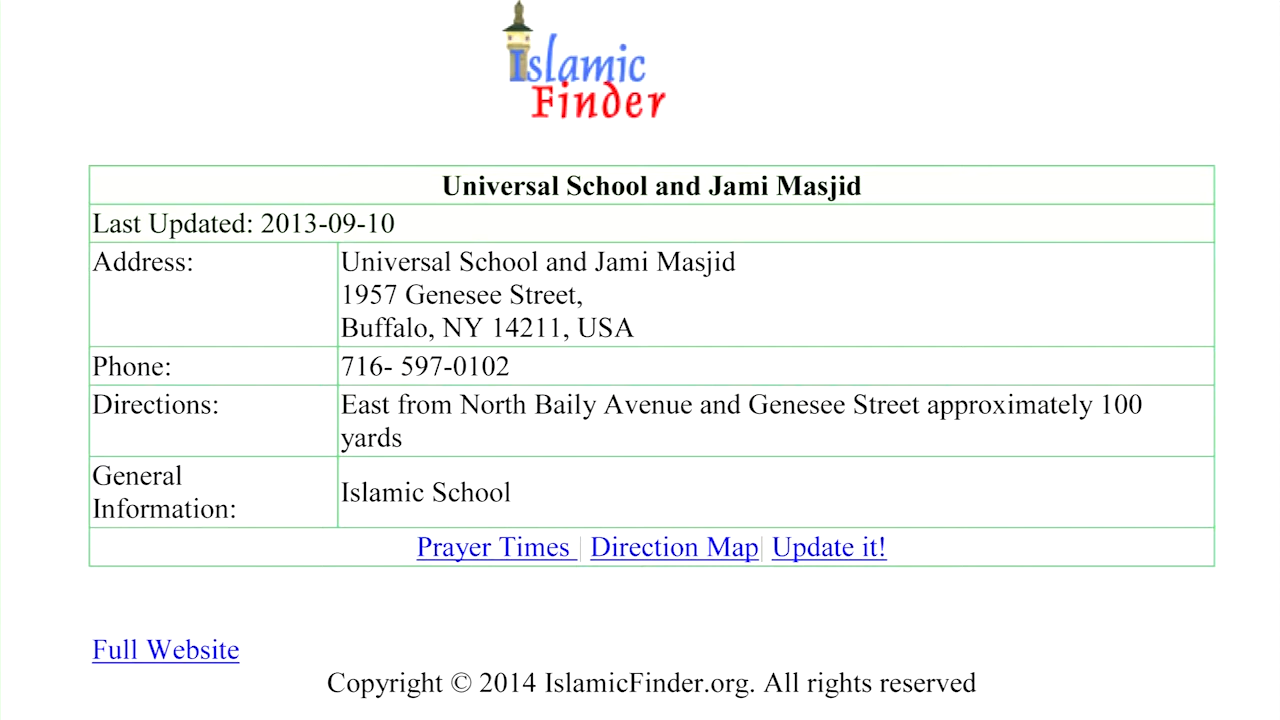 Islamic
Finder
Universal School and Jami Masjid
Last Updated: 2013-09-10
Address:
Universal School and Jami Masjid
1957 Genesee Street,
Buffalo, NY 14211, USA
Phone:
716- 597-0102
Directions:
East from North Baily Avenue and Genesee Street approximately 100
yards
General
Information:
Islamic School
Prayer Times | Direction Map| Update it!
Full Website
Copyright © 2014 IslamicFinder.org. All rights reserved